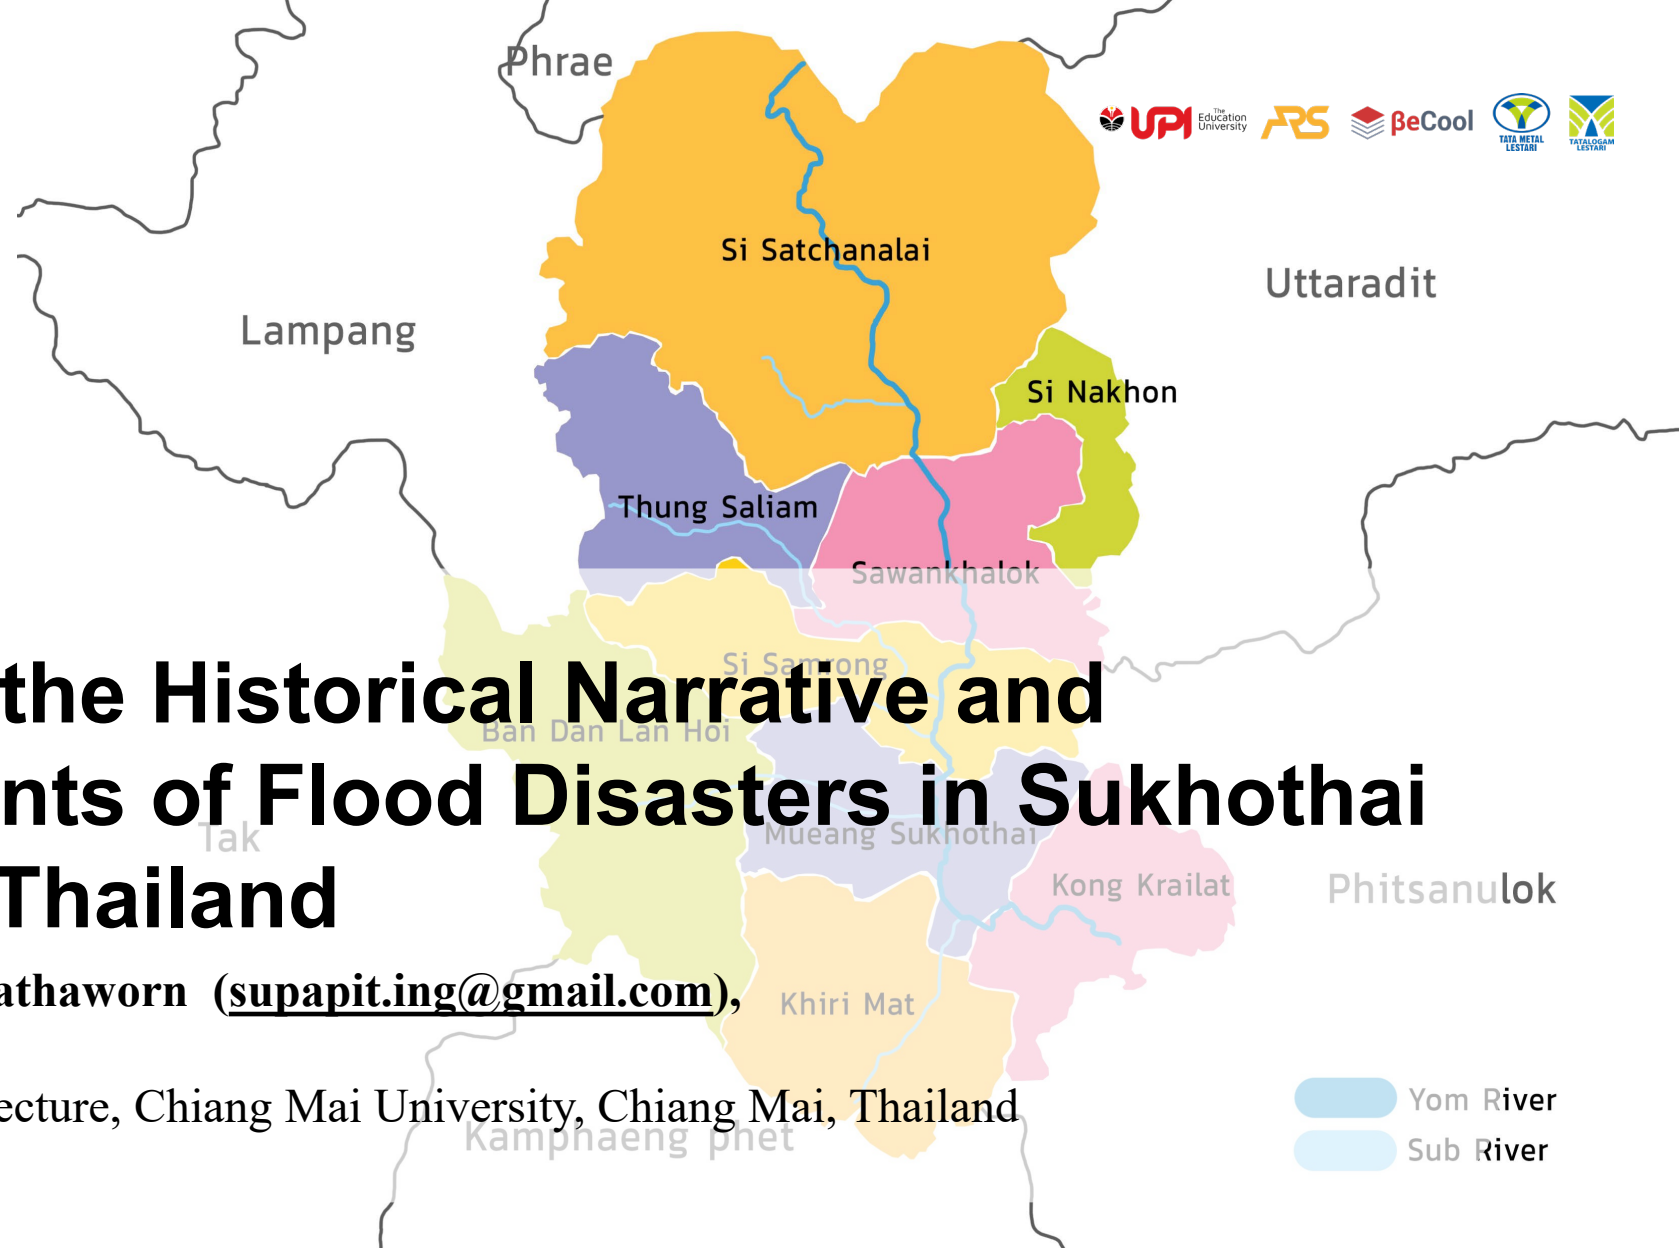 Phrae
UPI The Education University ARS βeCool TATA METAL LESTARI TATALOGAM LESTARI
Si Satchanalai
Uttaradit
Lampang
Si Nakhon
Thung Saliam
Sawankhalok
Si Samrong
the Historical Narrative and
Ban Dan Lan Hoi
nts of Flood Disasters in Sukhothai
Tak
Mueang Sukhothai
Thailand
Kong Krailat
Phitsanulok
athaworn (supapit.ing@gmail.com),
Khiri Mat
Yom River
ecture, Chiang Mai University, Chiang Mai, Thailand
Kamphaeng phet
Sub River